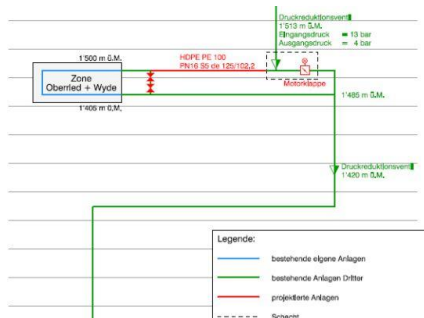 Druckreduktionsventil
1'513 m ü.M.
Eingangsdruck = 13 bar
Ausgangsdruck = 4 bar
HDPE PE 100
PN16 S5 de 125/102,2
1'500 m ü.M.
Zone
Oberried + Wyde
Motorklappe
1'485 m ü.M.
1'405 m ü.M.
Druckreduktionsventil
1'420 m ü.M.
Legende:
bestehende eigene Anlagen
bestehende Anlagen Dritter
projektierte Anlagen
Schacht